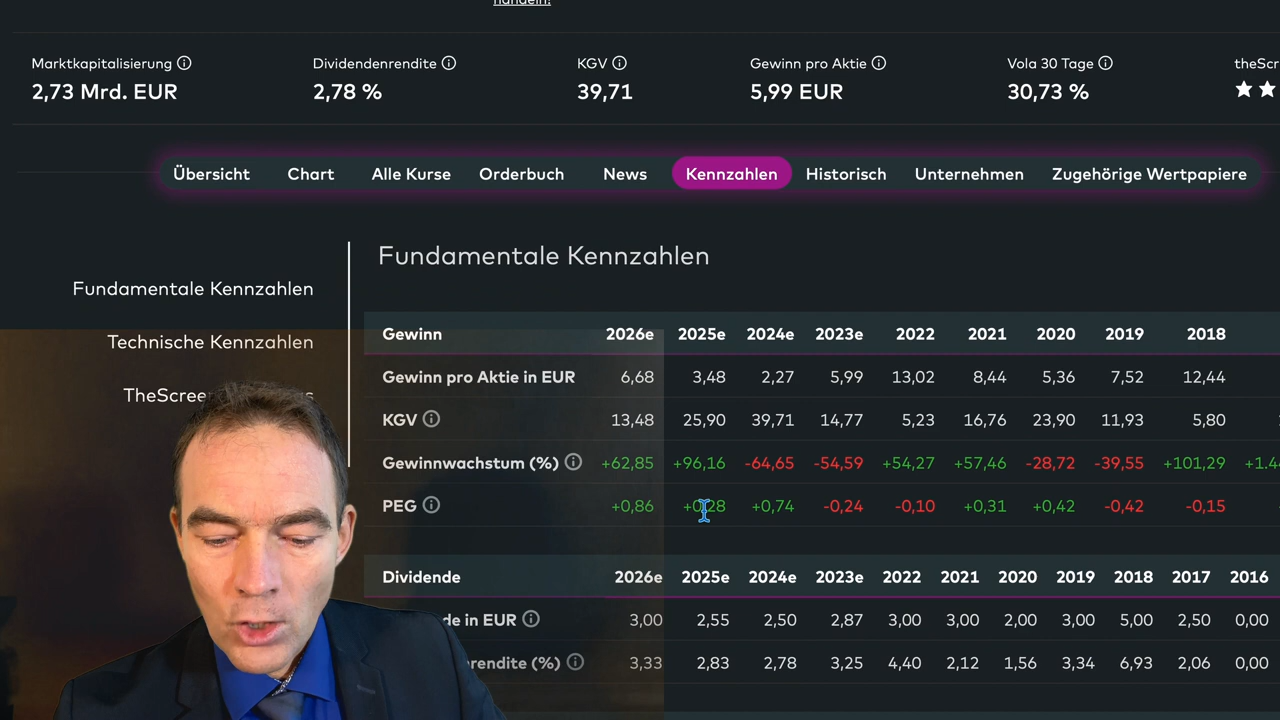 handeln!
Marktkapitalisierung Dividendenrendite KGV Gewinn pro Aktie Vola 30 Tage theScr
2,73 Mrd. EUR 2,78 % 39,71 5,99 EUR 30,73 %
Übersicht Chart Alle Kurse Orderbuch News Kennzahlen Historisch Unternehmen Zugehörige Wertpapiere
Fundamentale Kennzahlen
Technische Kennzahlen
TheScree
Fundamentale Kennzahlen
Gewinn 2026e 2025e 2024e 2023e 2022 2021 2020 2019 2018
Gewinn pro Aktie in EUR 6,68 3,48 2,27 5,99 13,02 8,44 5,36 7,52 12,44
KGV 13,48 25,90 39,71 14,77 5,23 16,76 23,90 11,93 5,80
Gewinnwachstum (%) +62,85 +96,16 -64,65 -54,59 +54,27 +57,46 -28,72 -39,55 +101,29 +1.4
PEG +0,86 +0,28 +0,74 -0,24 -0,10 +0,31 +0,42 -0,42 -0,15
Dividende 2026e 2025e 2024e 2023e 2022 2021 2020 2019 2018 2017 2016
de in EUR 3,00 2,55 2,50 2,87 3,00 3,00 2,00 3,00 5,00 2,50 0,00
rendite (%) 3,33 2,83 2,78 3,25 4,40 2,12 1,56 3,34 6,93 2,06 0,00